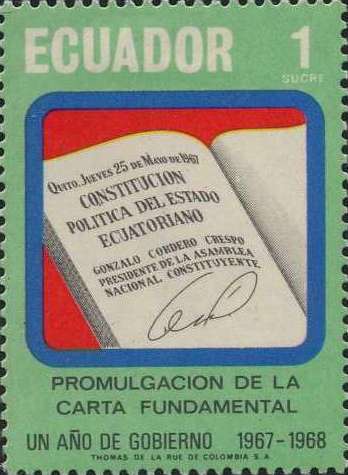 ECUADOR 1
SUCRE
QUITO, JUEVES 25 DE MAYO DE 1967
CONSTITUCION
POLITICA DEL ESTADO
ECUATORIANO
GONZALO CORDERO CRESPO
PRESIDENTE DE LA ASAMBLEA
NACIONAL CONSTITUYENTE
PROMULGACION DE LA
CARTA FUNDAMENTAL
UN AÑO DE GOBIERNO 1967-1968
THOMAS DE LA RUE DE COLOMBIA S.A.